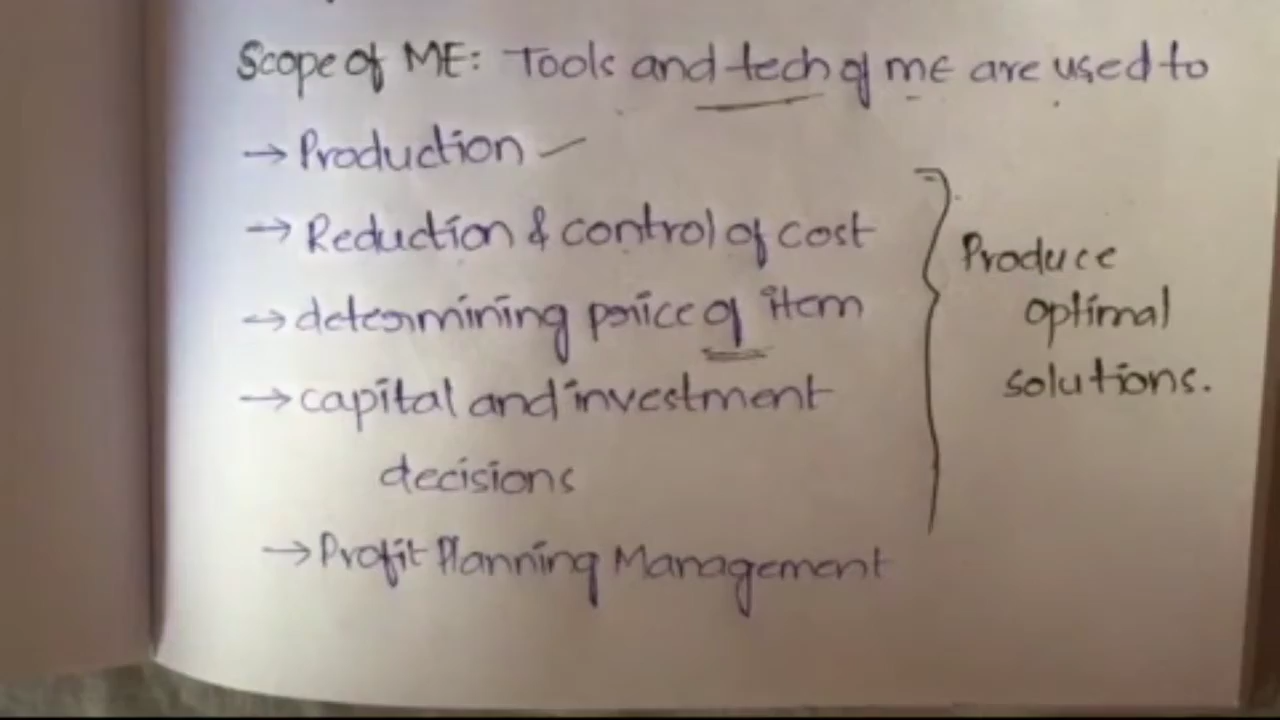 Scope of ME: Tools and tech of ME are used to
→ Production
→ Reduction & control of cost
→ determining price of item
→ capital and investment
decisions
→ Profit Planning Management
Produce
optimal
solutions.